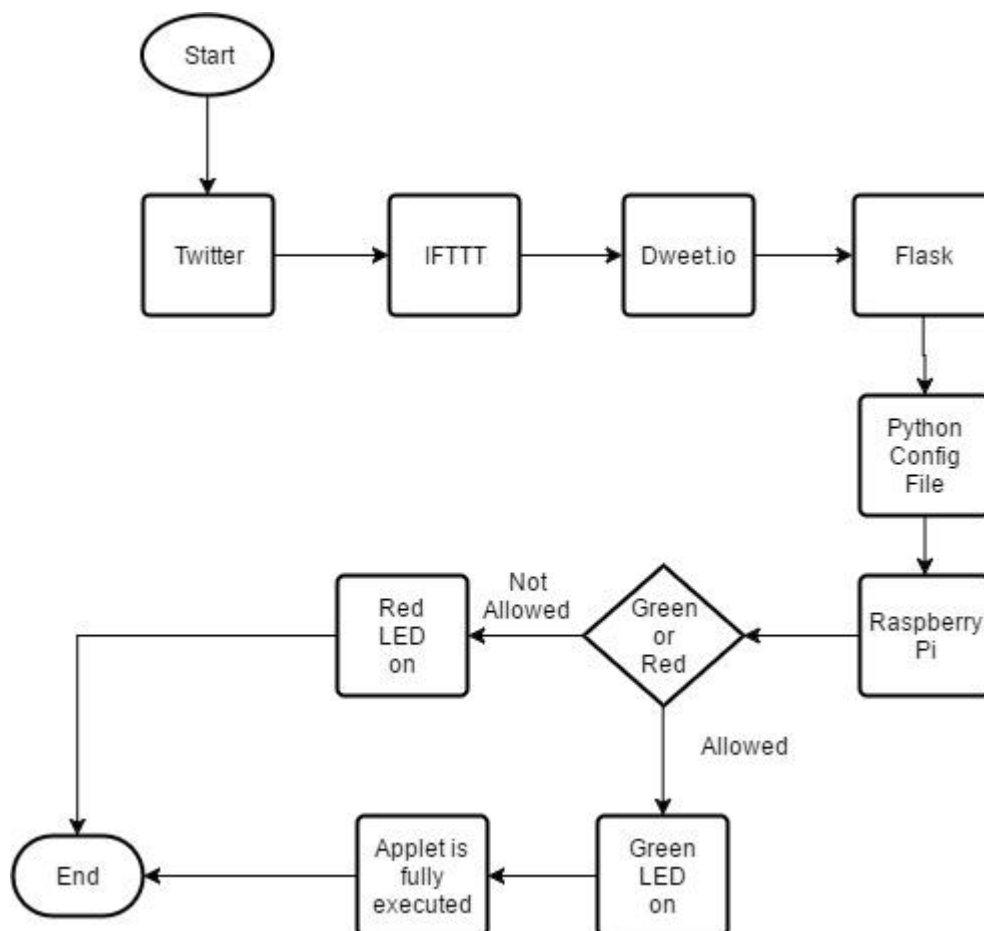 Start
Twitter
IFTTT
Dweet.io
Flask
Python
Config
File
Raspberry
Pi
Green
or
Red
Not
Allowed
Red
LED
on
Allowed
Green
LED
on
Applet is
fully
executed
End